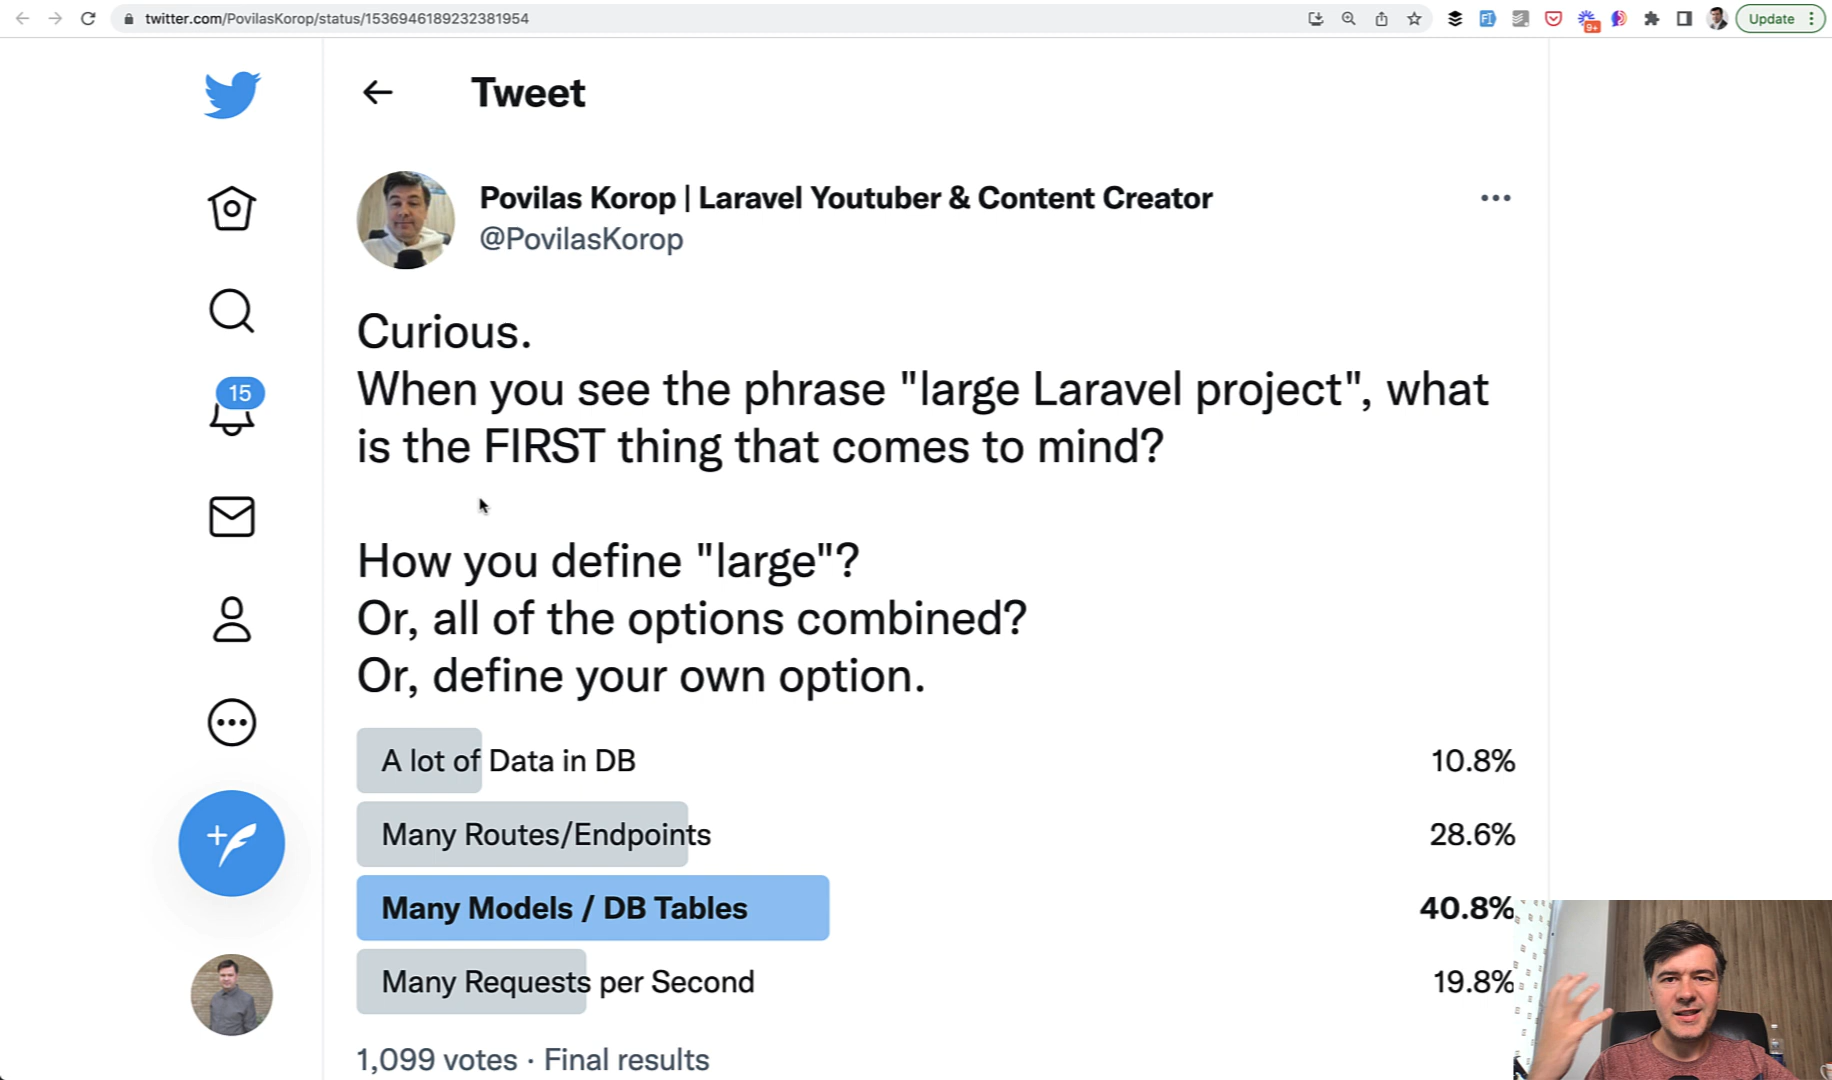 twitter.com/PovilasKorop/status/1536946189232381954
9+
Update
Tweet
Povilas Korop | Laravel Youtuber & Content Creator
@PovilasKorop
Curious.
When you see the phrase "large Laravel project", what
is the FIRST thing that comes to mind?
15
How you define "large"?
Or, all of the options combined?
Or, define your own option.
A lot of Data in DB 10.8%
Many Routes/Endpoints 28.6%
Many Models / DB Tables 40.8%
Many Requests per Second 19.8%
1,099 votes · Final results